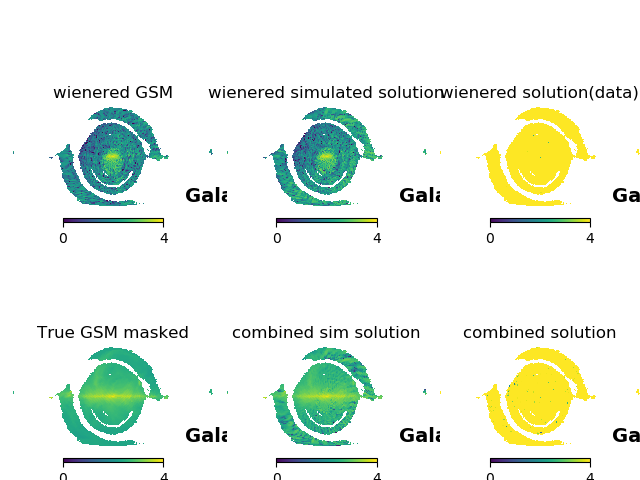 wienered GSM
wienered simulated solution
wienered solution(data)
Gala
Gala
Ga
0 4
0 4
0 4
True GSM masked
combined sim solution
combined solution
Gala
Gala
Ga
0 4
0 4
0 4